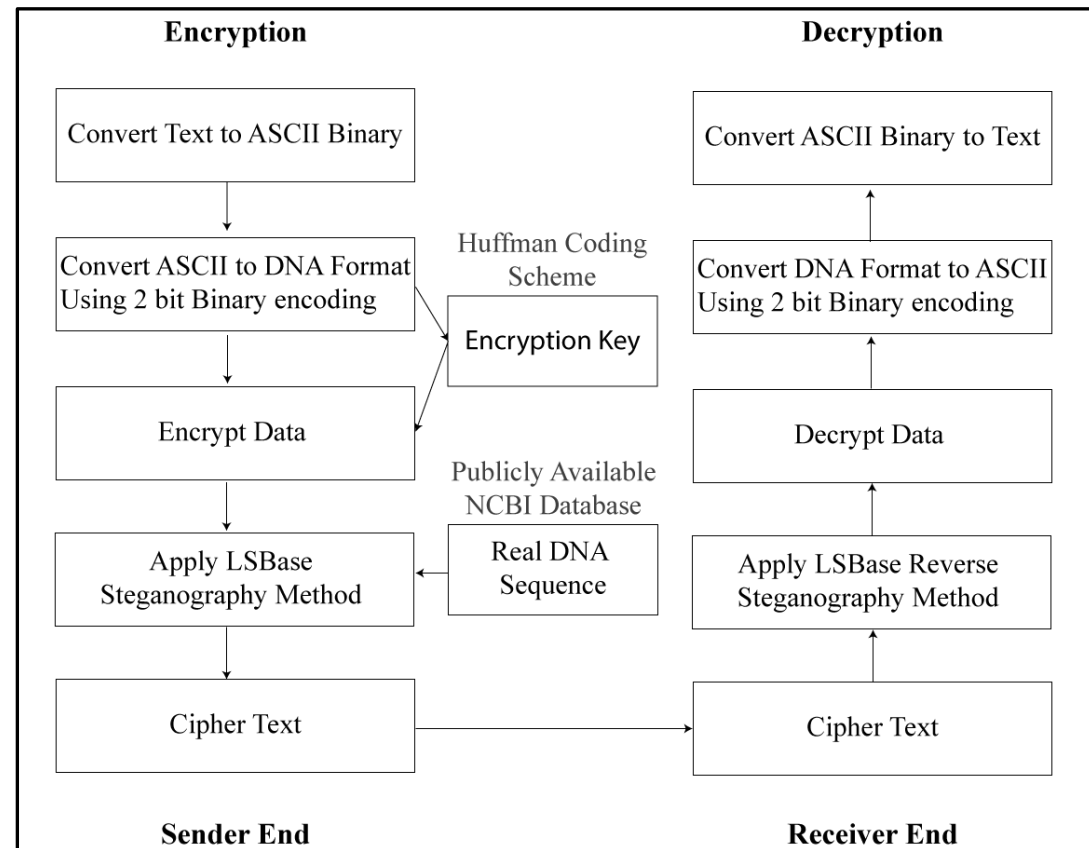 Encryption
Convert Text to ASCII Binary
Convert ASCII to DNA Format
Using 2 bit Binary encoding
Huffman Coding
Scheme
Encryption Key
Encrypt Data
Publicly Available
NCBI Database
Real DNA
Sequence
Apply LSBase
Steganography Method
Cipher Text
Sender End
Decryption
Convert ASCII Binary to Text
Convert DNA Format to ASCII
Using 2 bit Binary encoding
Decrypt Data
Apply LSBase Reverse
Steganography Method
Cipher Text
Receiver End